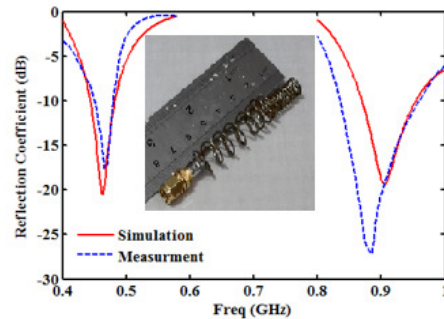 0
-5
-10
-15
-20
-25
-30
Reflection Coefficient (dB)
Simulation
Measurment
0.4 0.5 0.6 0.7 0.8 0.9
Freq (GHz)